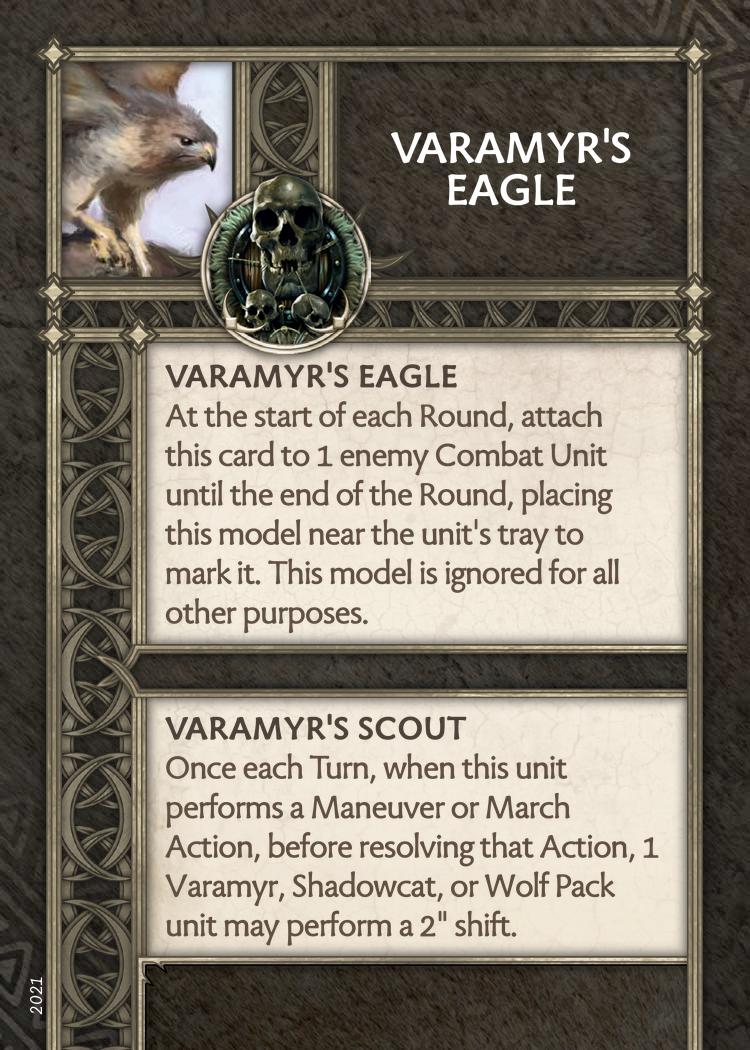 VARAMYR'S
EAGLE
VARAMYR'S EAGLE
At the start of each Round, attach
this card to 1 enemy Combat Unit
until the end of the Round, placing
this model near the unit's tray to
mark it. This model is ignored for all
other purposes.
VARAMYR'S SCOUT
Once each Turn, when this unit
performs a Maneuver or March
Action, before resolving that Action, 1
Varamyr, Shadowcat, or Wolf Pack
unit may perform a 2" shift.
2021